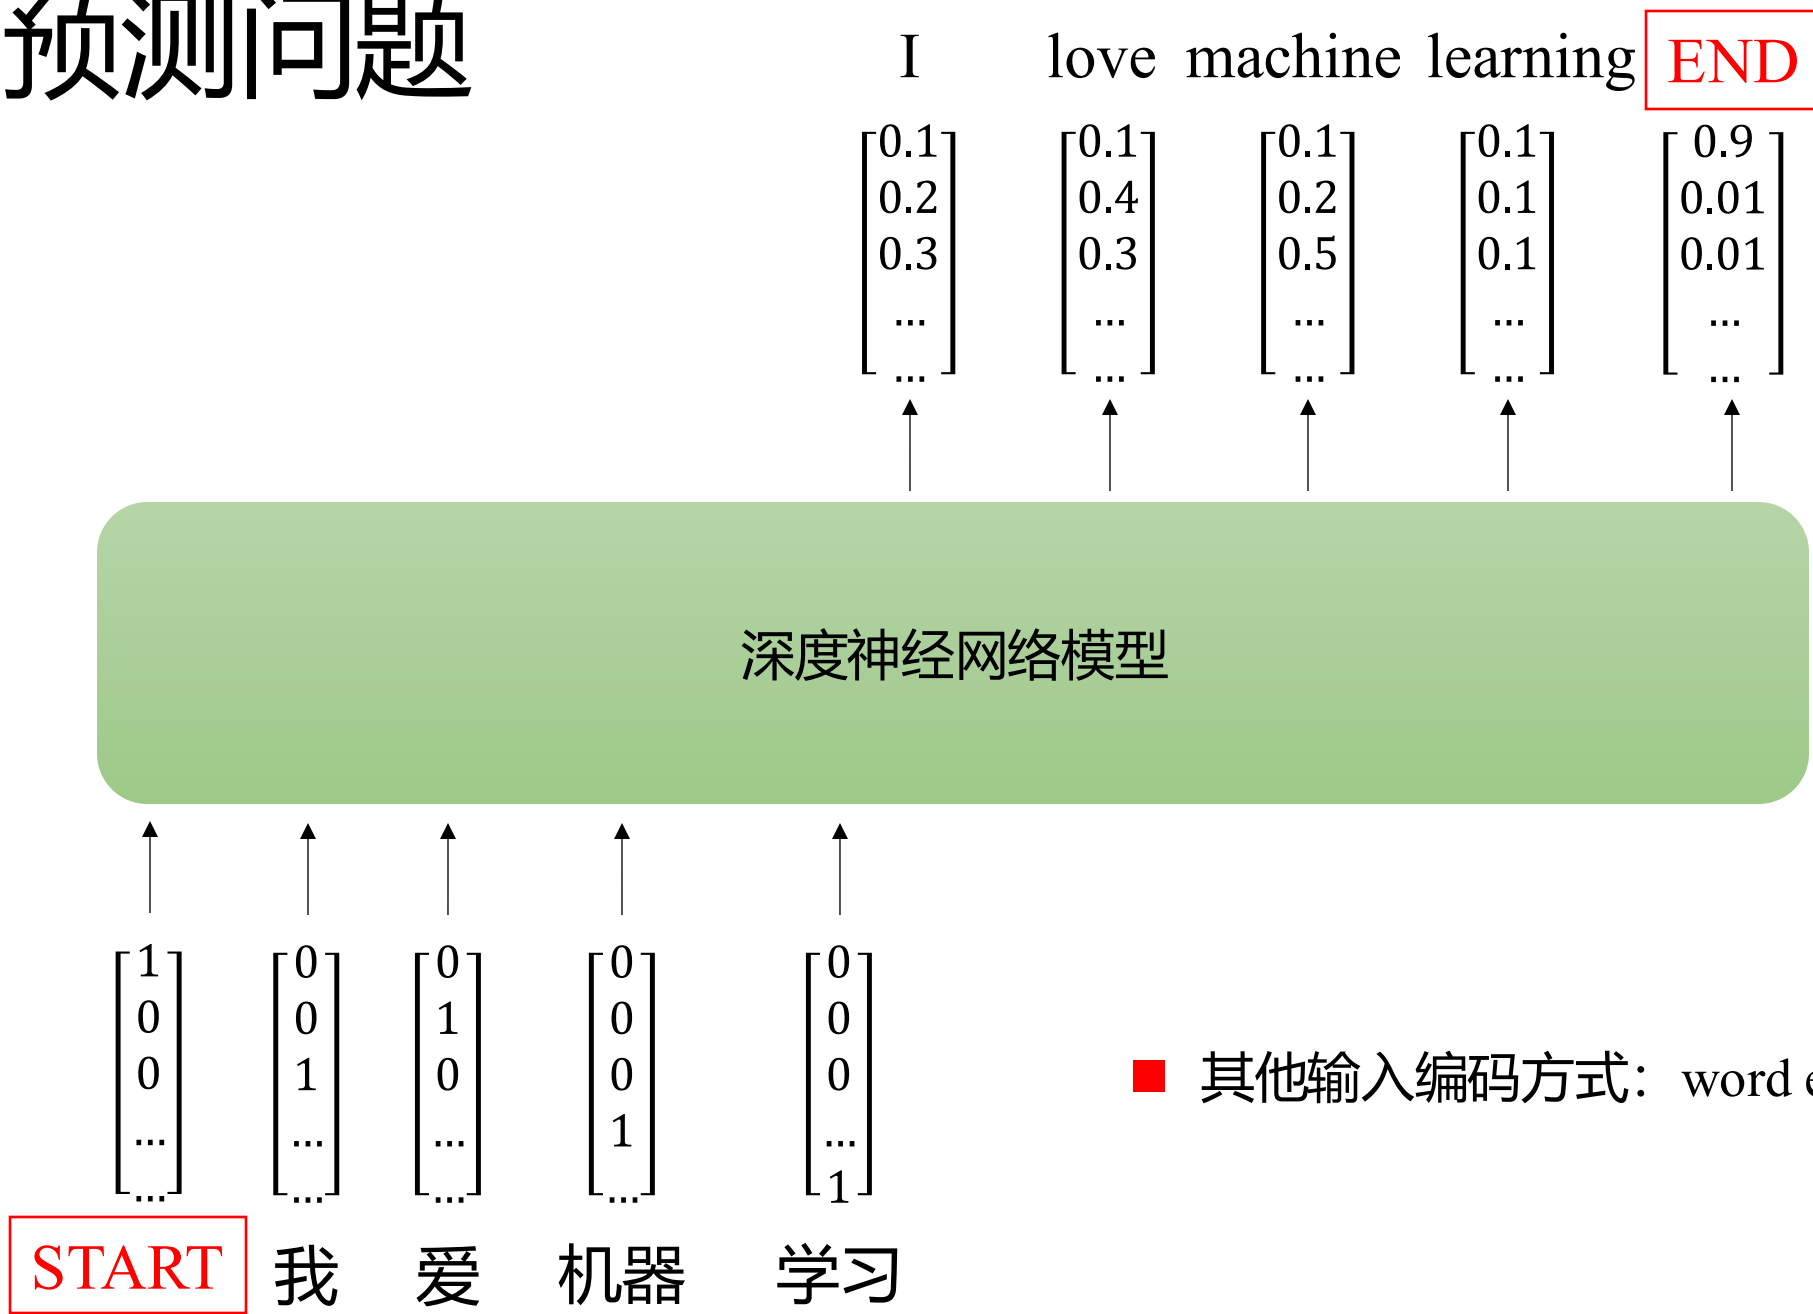 预测问题
I love machine learning END
0.1 0.1 0.1 0.1 0.9
0.2 0.4 0.2 0.1 0.01
0.3 0.3 0.5 0.1 0.01
... ... ... ... ...
... ... ... ... ...
深度神经网络模型
1 0 0 0 0
0 0 1 0 0
0 1 0 0 0
... ... ... 1 ...
... ... ... ... 1
其他输入编码方式：word
START 我 爱 机器 学习